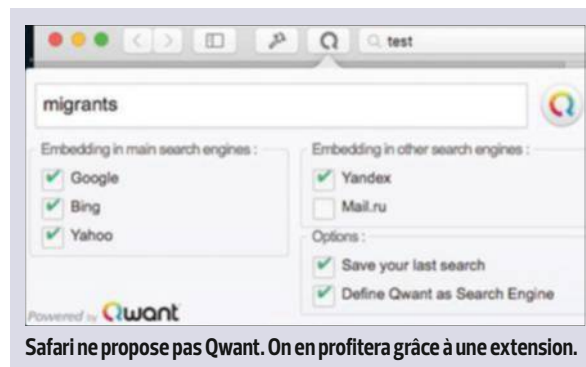 test
migrants
Embedding in main search engines :
Google
Bing
Yahoo
Embedding in other search engines :
Yandex
Mail.ru
Options :
Save your last search
Define Qwant as Search Engine
Powered by Qwant
Safari ne propose pas Qwant. On en profitera grâce à une extension.